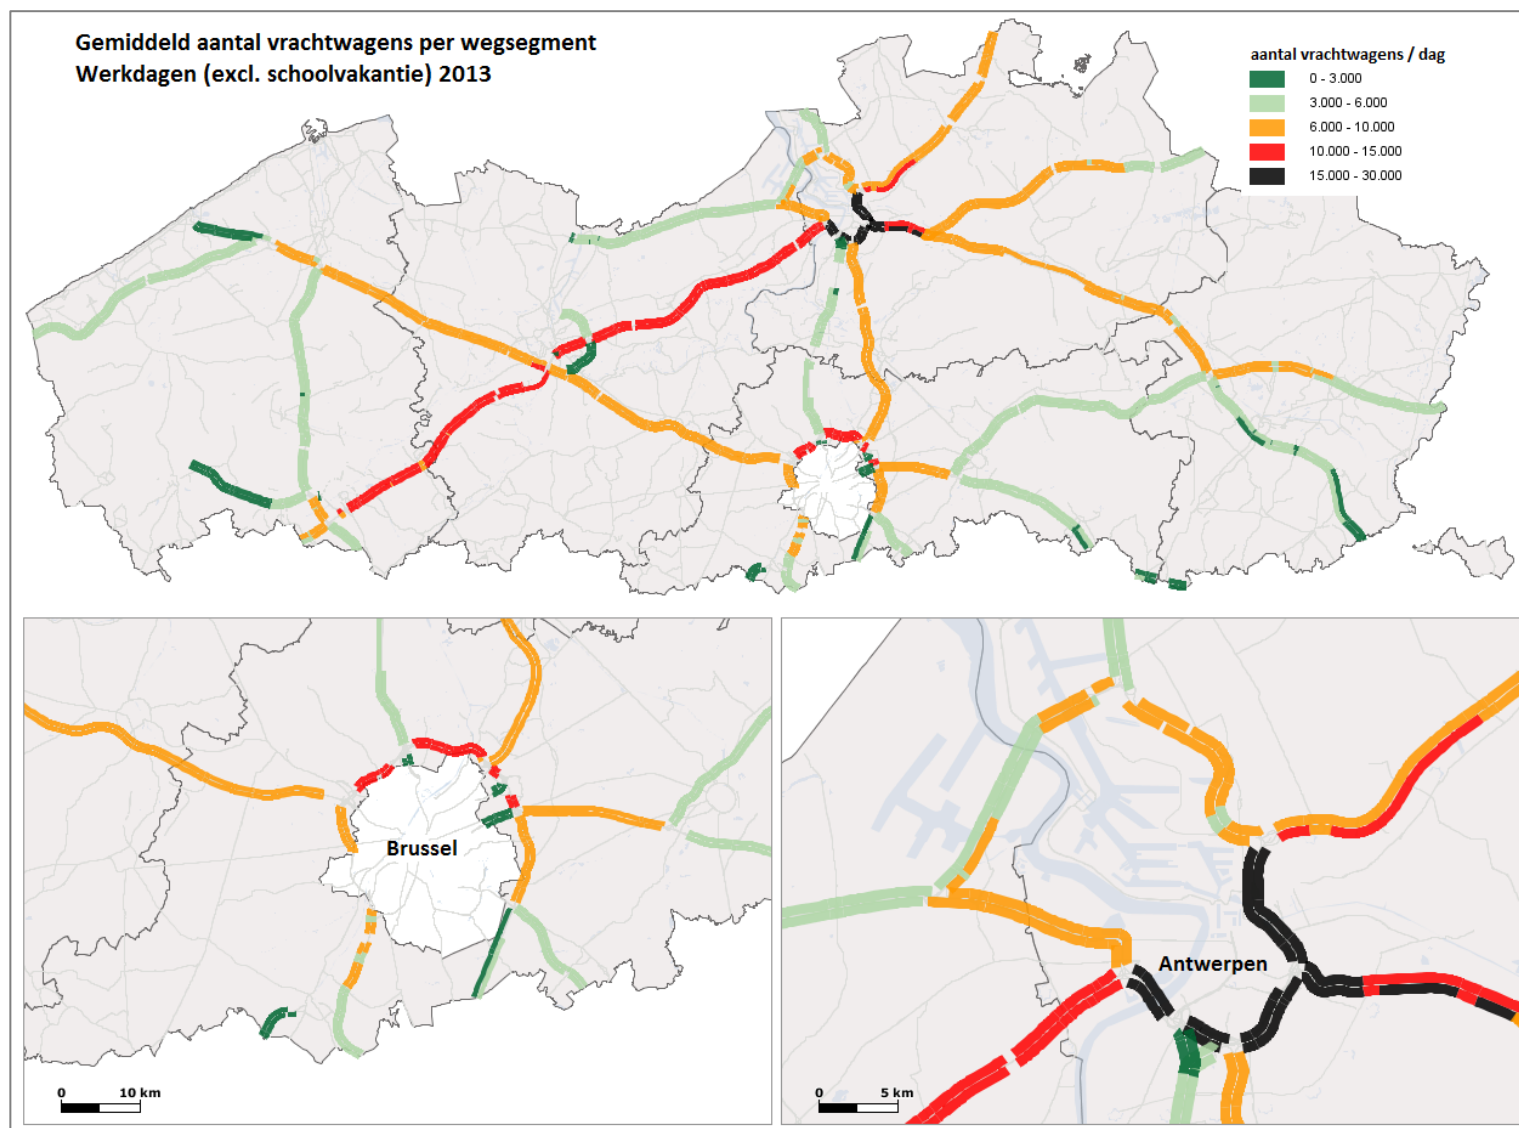 Gemiddeld aantal vrachtwagens per wegsegment
Werkdagen (excl. schoolvakantie) 2013
aantal vrachtwagens / dag
0 - 3.000
3.000 - 6.000
6.000 - 10.000
10.000 - 15.000
15.000 - 30.000
Brussel
0 10 km
Antwerpen
0 5 km